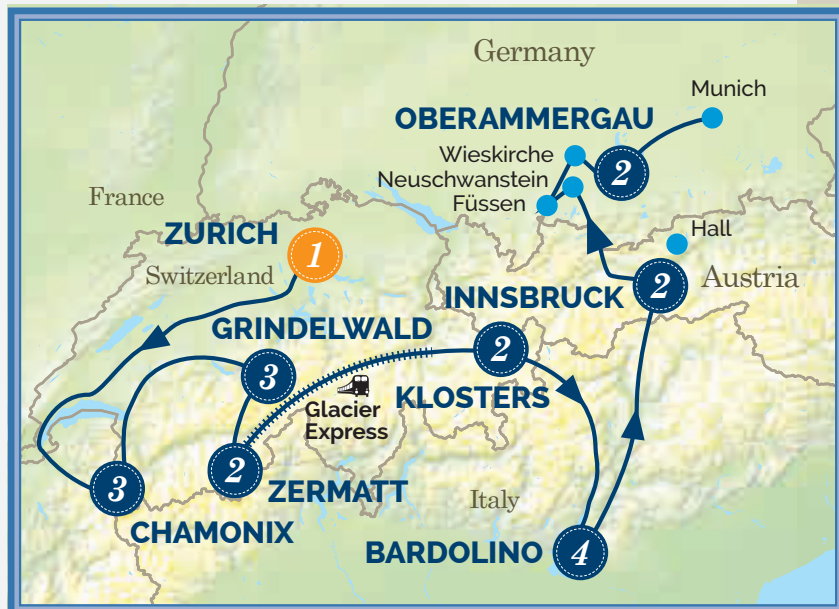 Germany
Munich
OBERAMMERGAU
Wieskirche
Neuschwanstein
Füssen
2
France
ZURICH
1
Hall
Switzerland
Austria
INNSBRUCK
2
GRINDELWALD
3
2
KLOSTERS
Glacier
Express
2
ZERMATT
3
CHAMONIX
Italy
BARDOLINO
4